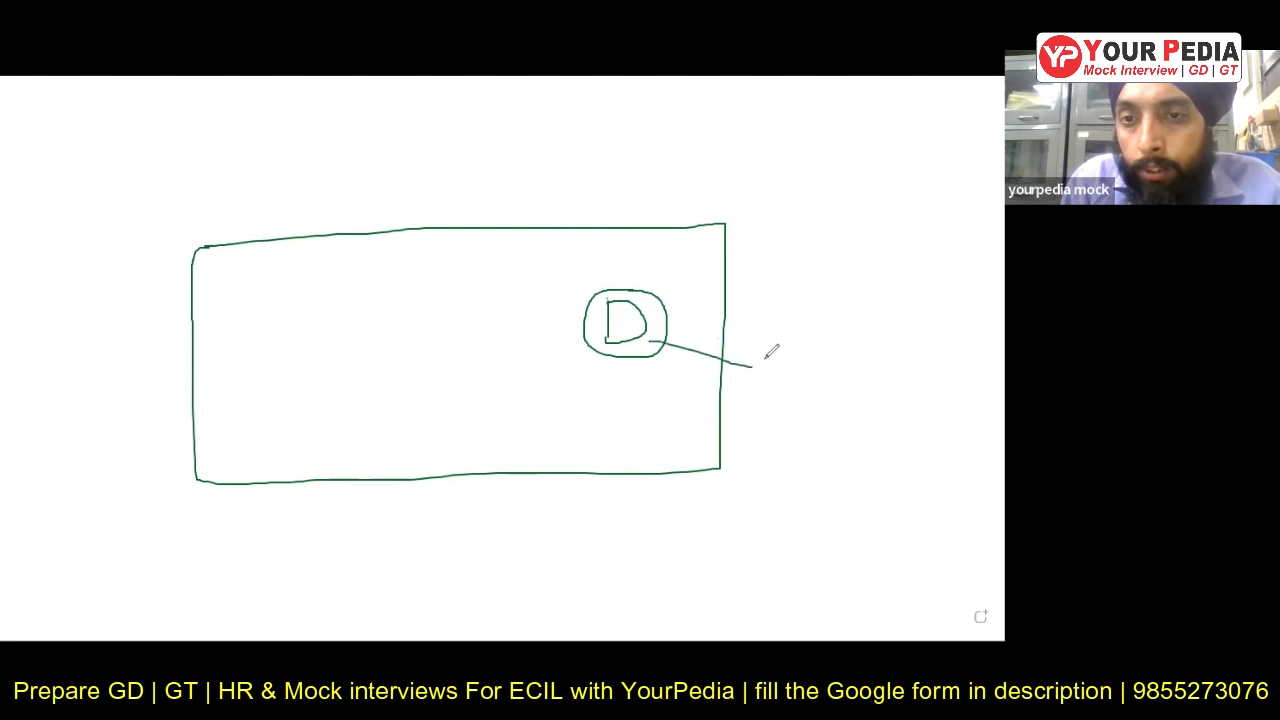 YP YOUR PEDIA
Mock Interview | GD | GT
yourpedia mock
D
Prepare GD | GT | HR & Mock interviews For ECIL with YourPedia | fill the Google form in description | 9855273076